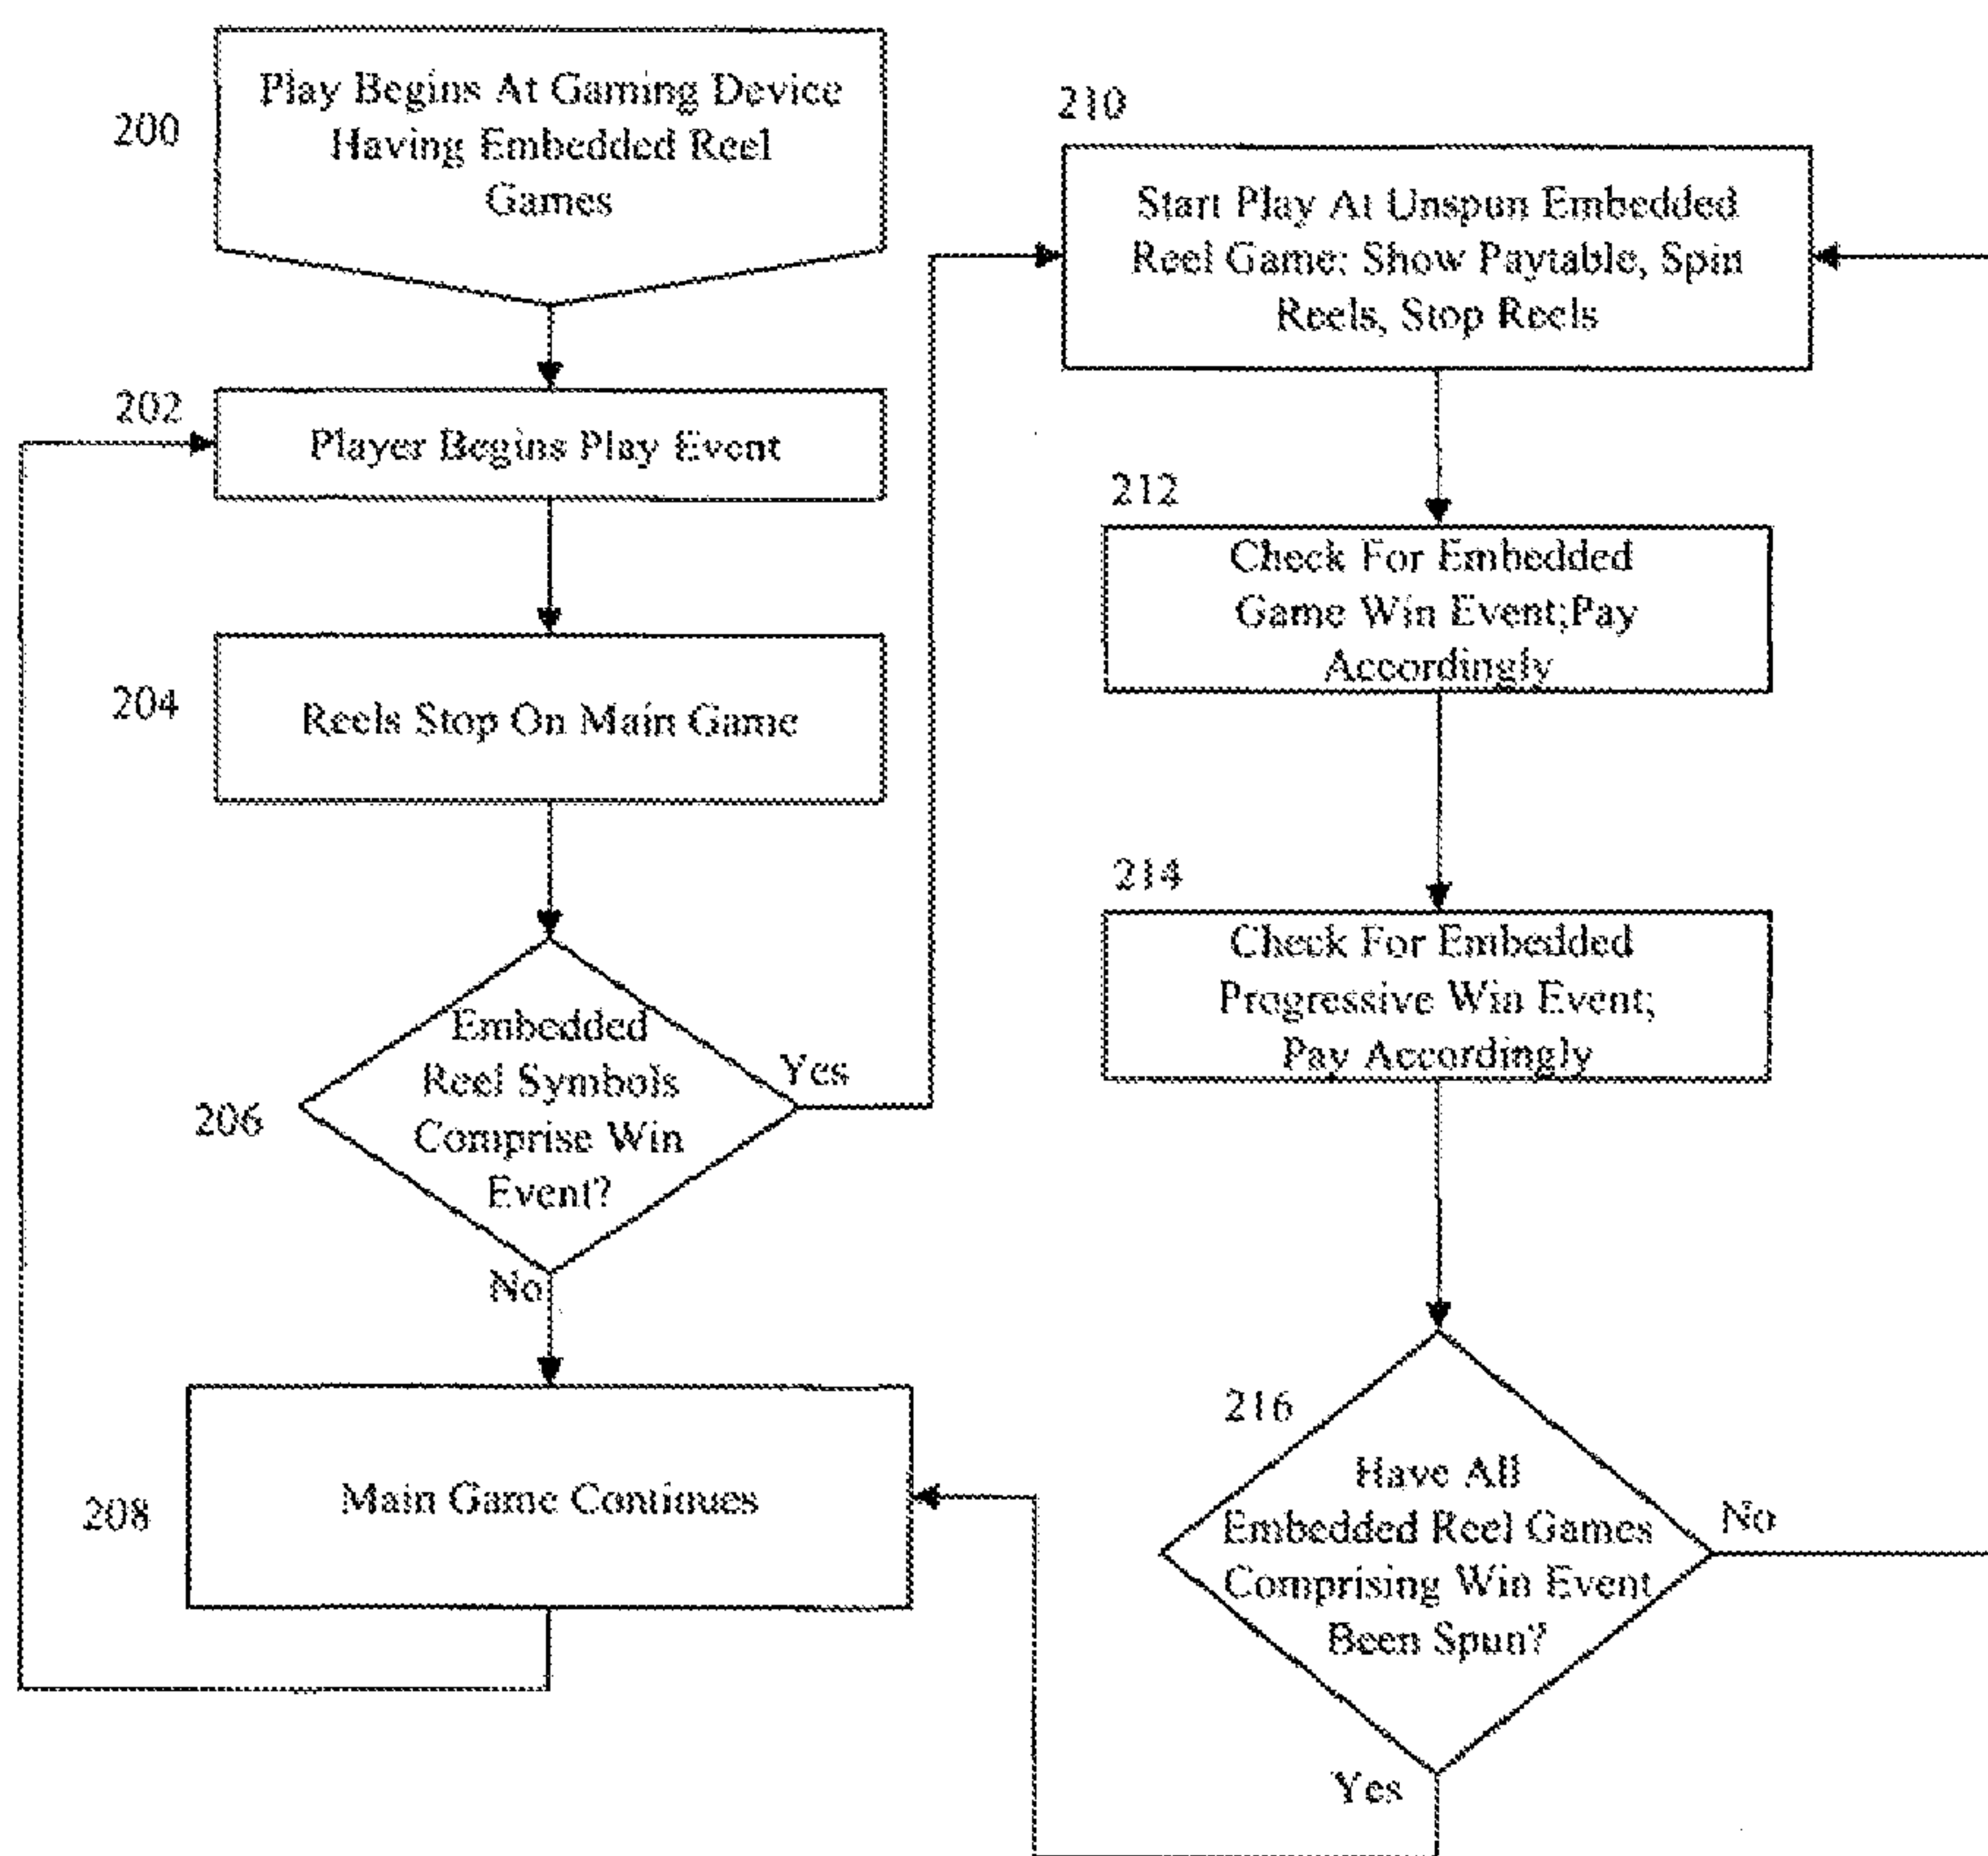 200
Play Begins At Gaming Device
Having Embedded Reel
Games
202
Player Begins Play Event
204
Reels Stop On Main Game
206
Embedded
Reel Symbols
Comprise Win
Event?
Yes
No
208
Main Game Continues
210
Start Play At Unspun Embedded
Reel Game: Show Paytable, Spin
Reels, Stop Reels
212
Check For Embedded
Game Win Event;Pay
Accordingly
214
Check For Embedded
Progressive Win Event;
Pay Accordingly
216
Have All
Embedded Reel Games
Comprising Win Event
Been Spun?
No
Yes